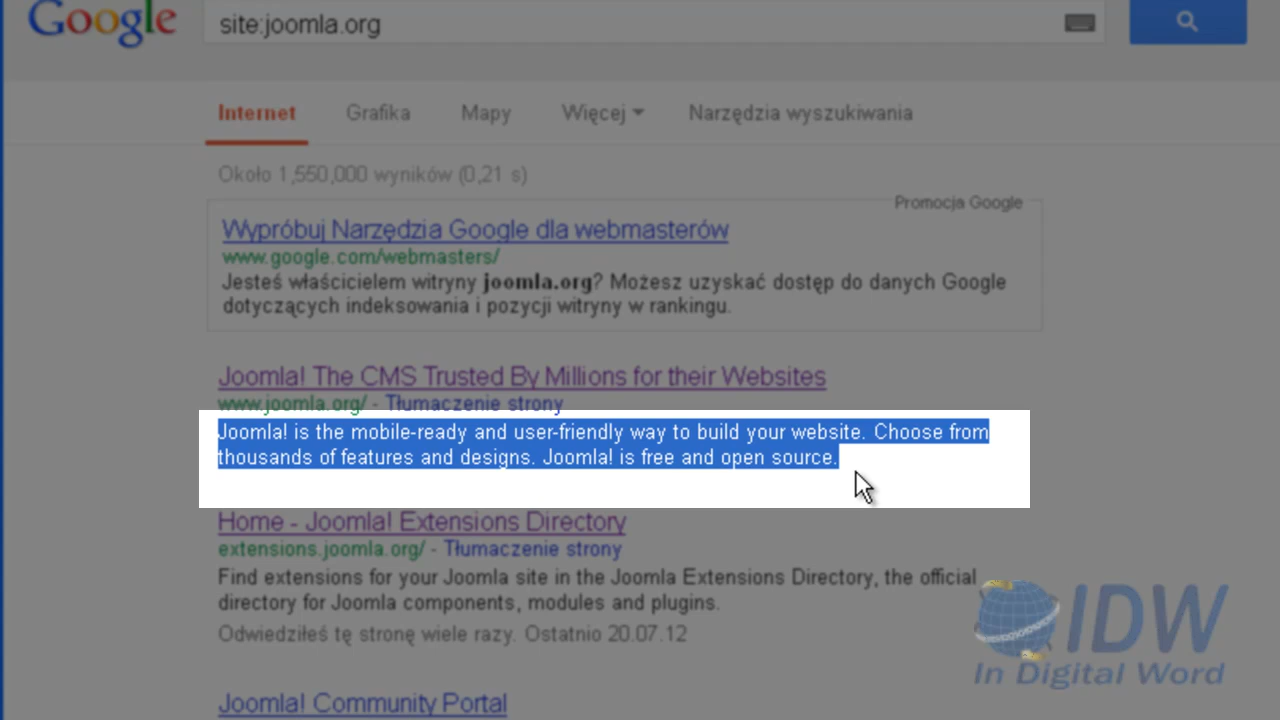 Google
site:joomla.org
Internet Grafika Mapy Więcej Narzędzia wyszukiwania
Około 1,550,000 wyników (0,21 s)
Promocja Google
Wypróbuj Narzędzia Google dla webmasterów
www.google.com/webmasters/
Jesteś właścicielem witryny joomla.org? Możesz uzyskać dostęp do danych Google
dotyczących indeksowania i pozycji witryny w rankingu.
Joomla! The CMS Trusted By Millions for their Websites
www.joomla.org/ - Tłumaczenie strony
Joomla! is the mobile-ready and user-friendly way to build your website. Choose from
thousands of features and designs. Joomla! is free and open source.
Home - Joomla! Extensions Directory
extensions.joomla.org/ - Tłumaczenie strony
Find extensions for your Joomla site in the Joomla Extensions Directory, the official
directory for Joomla components, modules and plugins.
Odwiedziłeś tę stronę wiele razy. Ostatnio 20.07.12
Joomla! Community Portal
IDW
In Digital Word